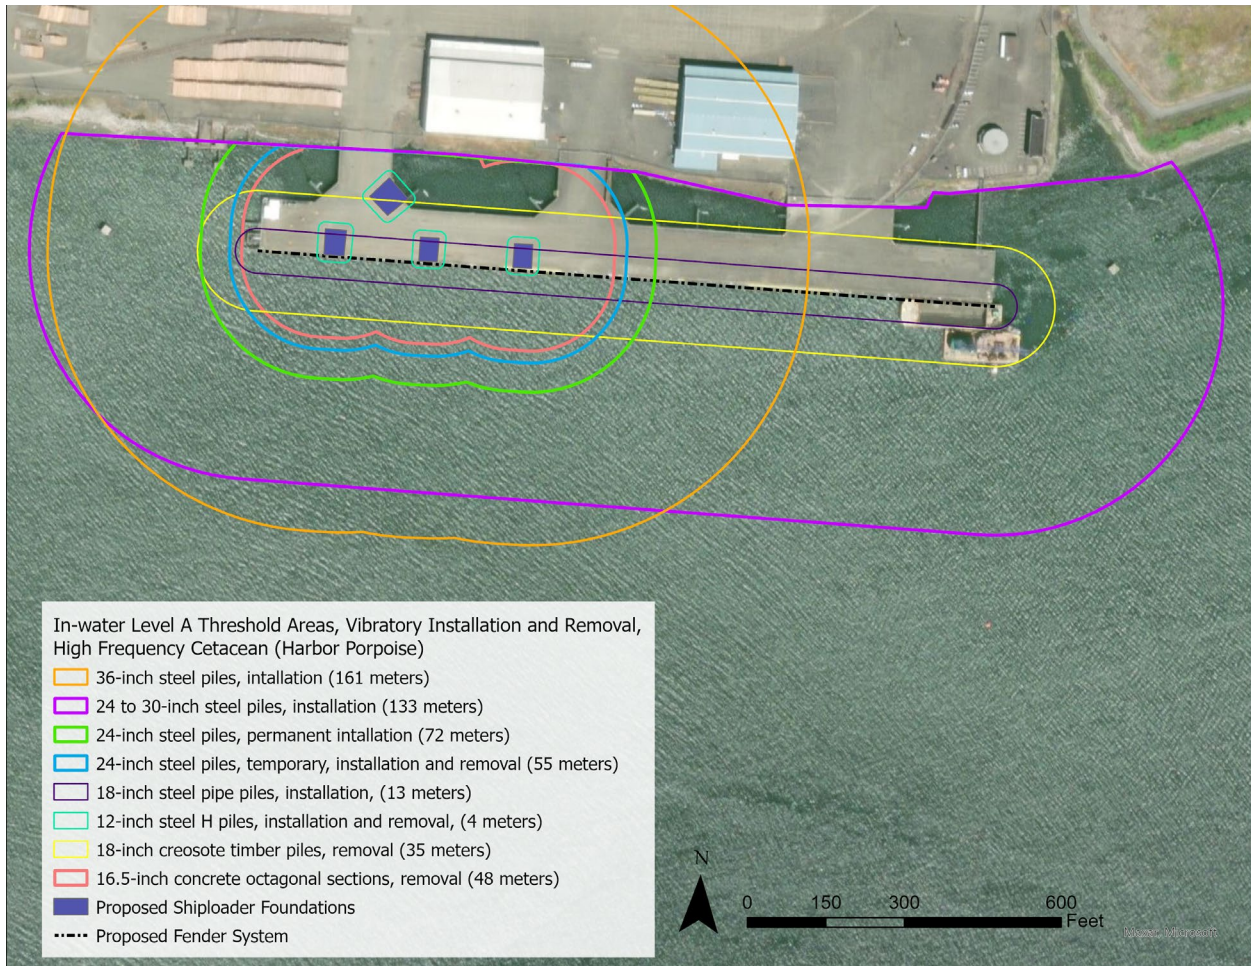 In-water Level A Threshold Areas, Vibratory Installation and Removal,
High Frequency Cetacean (Harbor Porpoise)
36-inch steel piles, intallation (161 meters)
24 to 30-inch steel piles, installation (133 meters)
24-inch steel piles, permanent intallation (72 meters)
24-inch steel piles, temporary, installation and removal (55 meters)
18-inch steel pipe piles, installation, (13 meters)
12-inch steel H piles, installation and removal, (4 meters)
18-inch creosote timber piles, removal (35 meters)
16.5-inch concrete octagonal sections, removal (48 meters)
Proposed Shiploader Foundations
Proposed Fender System
N
0 150 300 600
Feet
Maxar, Microsoft